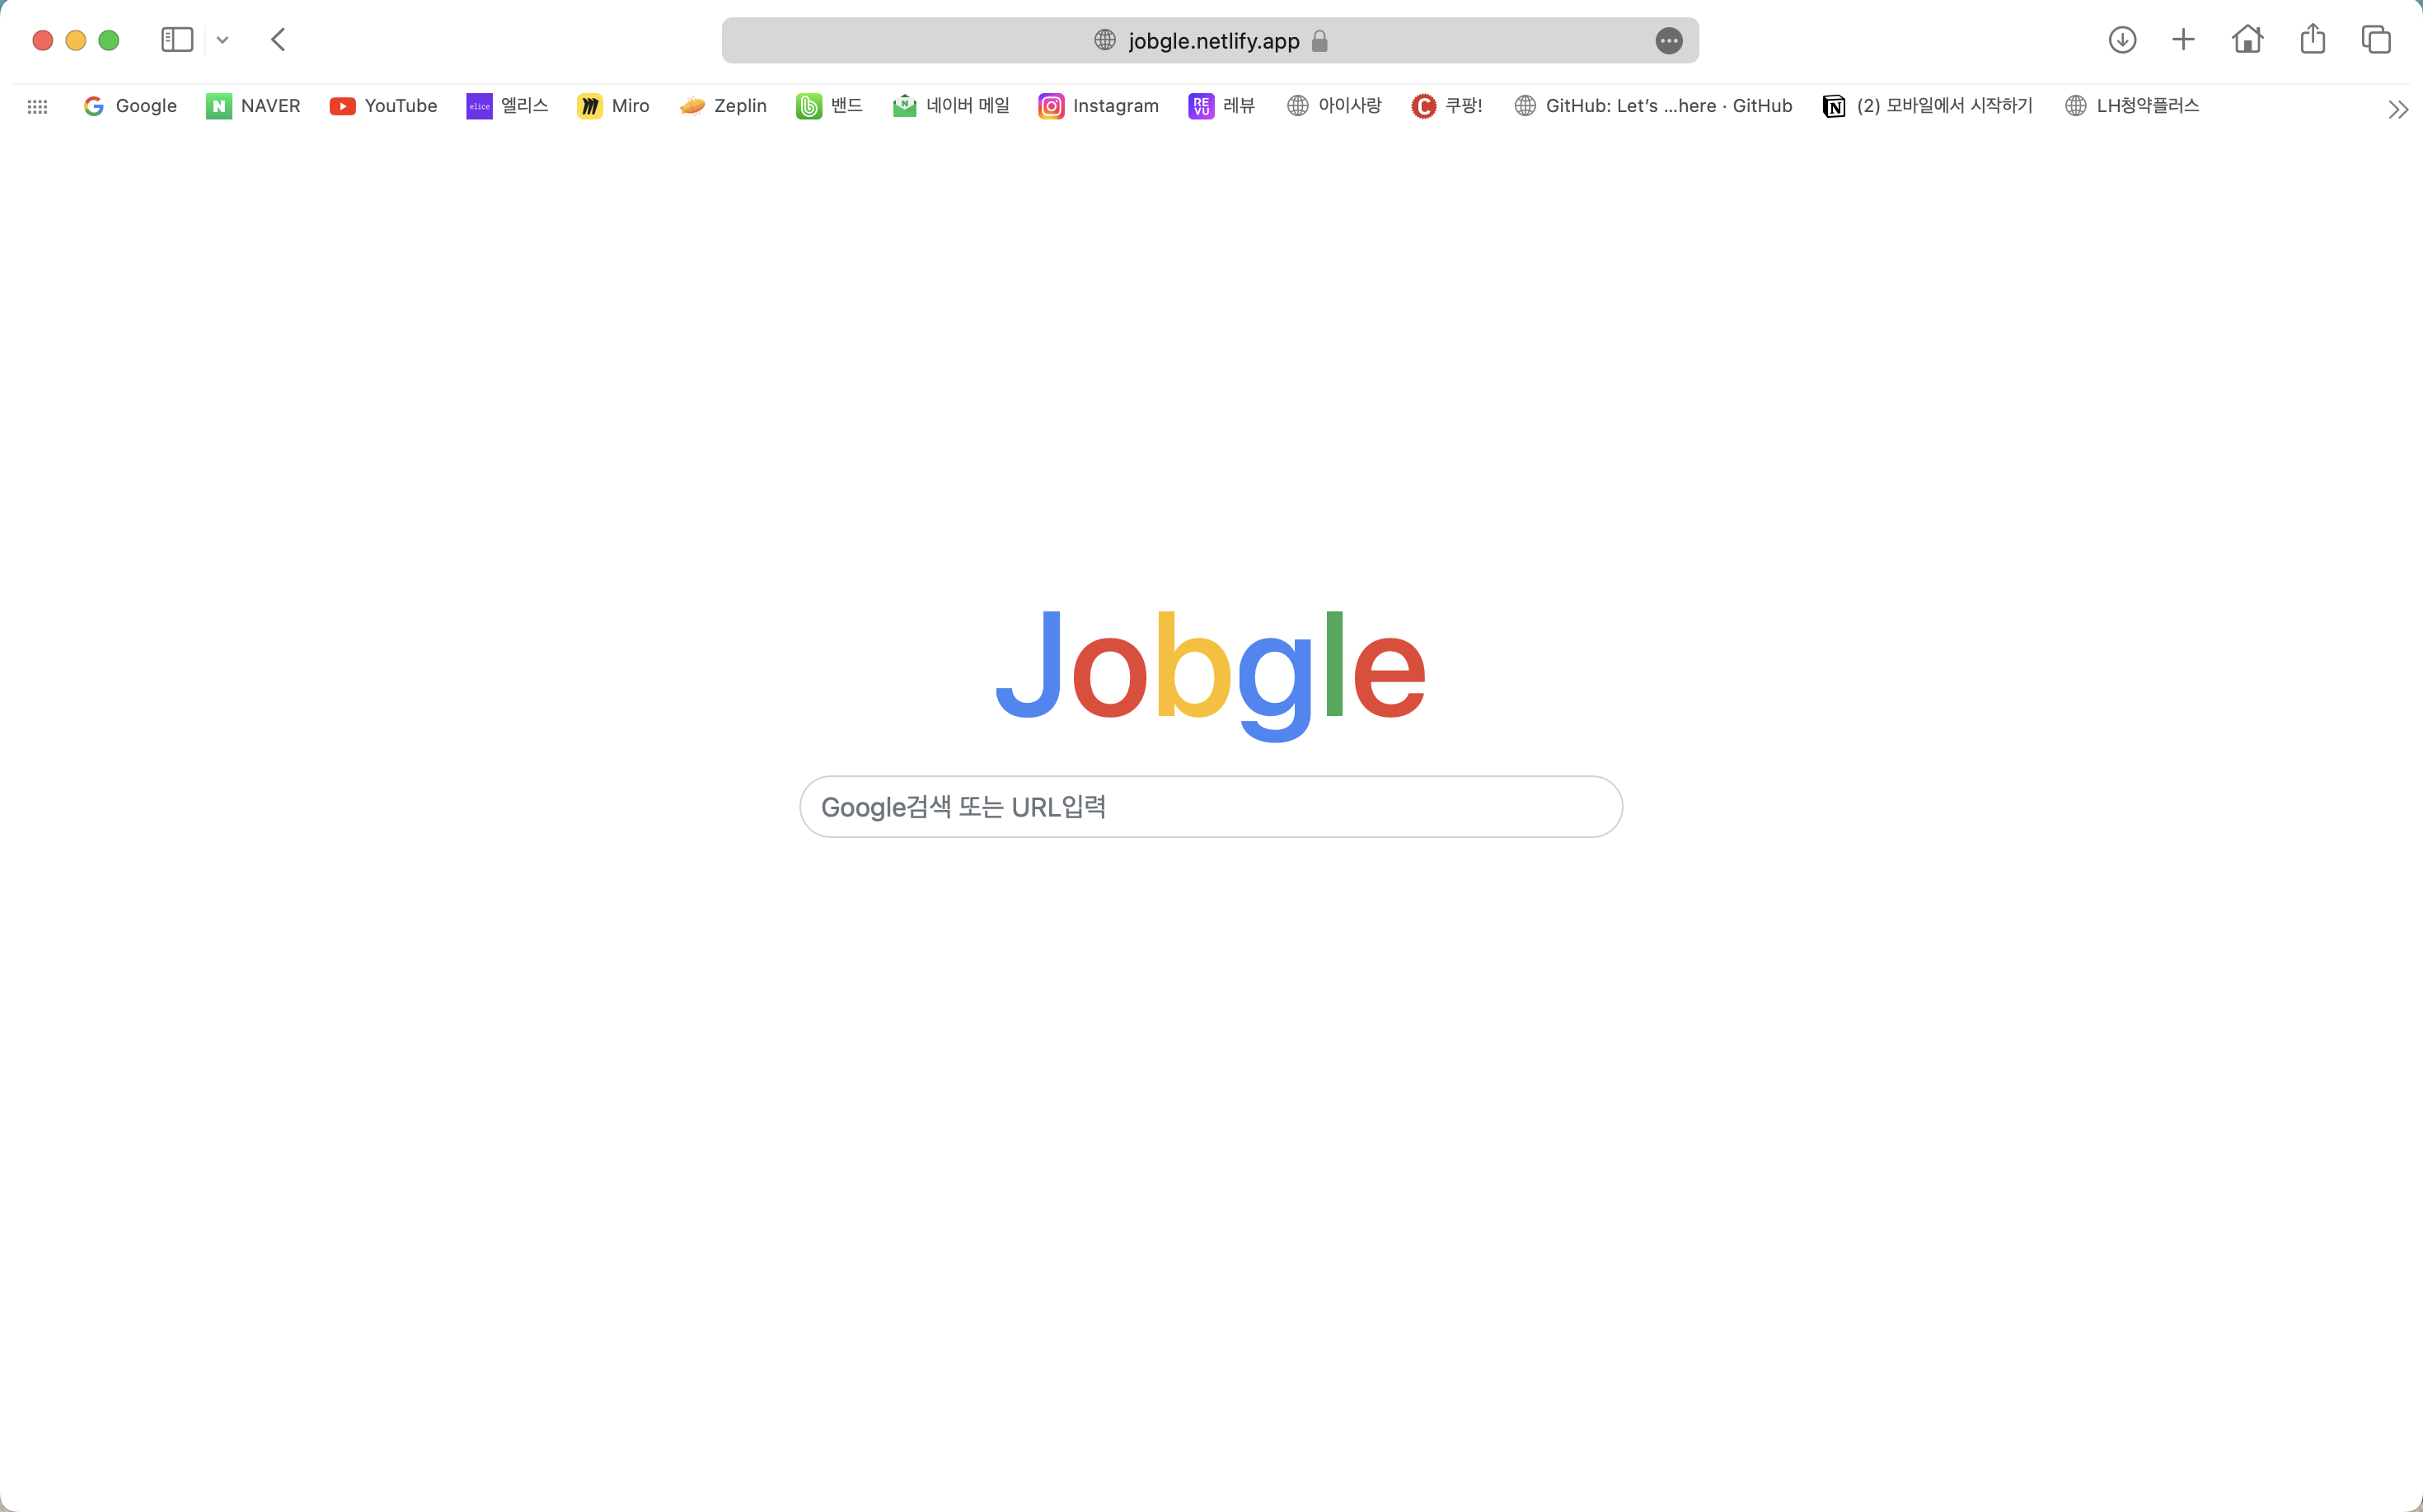 jobgle.netlify.app
Google NAVER YouTube elice 엘리스 Miro Zeplin 밴드 네이버 메일 Instagram REVU 레뷰 아이사랑 쿠팡! GitHub: Let’s ...here · GitHub (2) 모바일에서 시작하기 LH청약플러스
Jobgle
Google검색 또는 URL입력